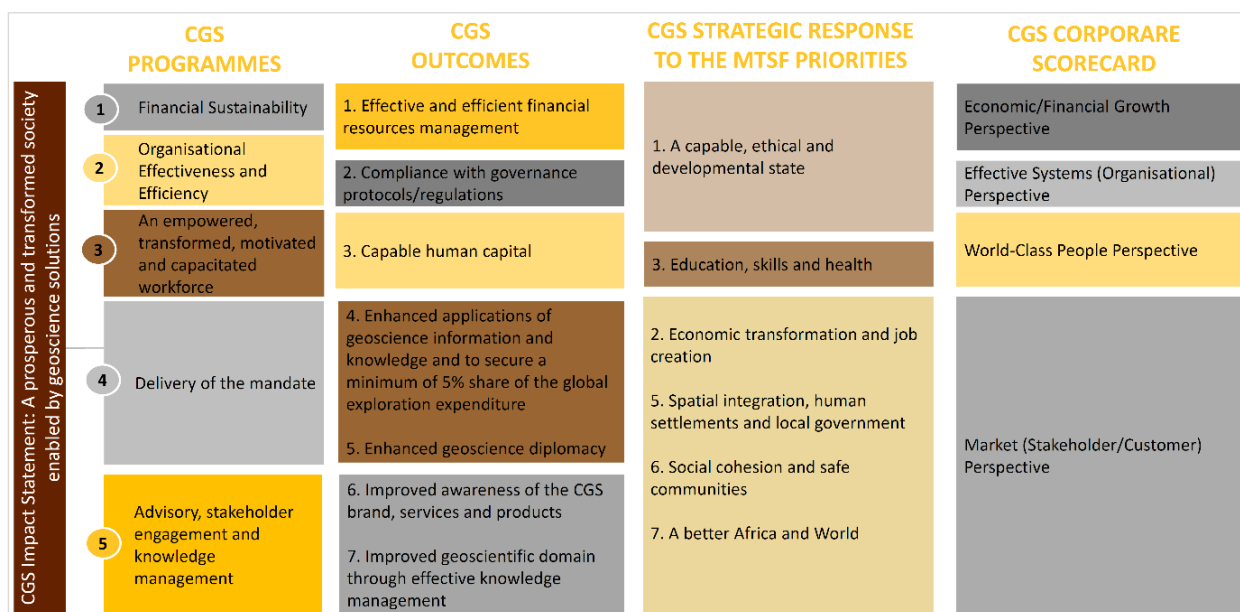 CGS
PROGRAMMES
CGS
OUTCOMES
CGS STRATEGIC RESPONSE
TO THE MTSF PRIORITIES
CGS CORPORARE
SCORECARD
CGS Impact Statement: A prosperous and transformed society
enabled by geoscience solutions
1
Financial Sustainability
2
Organisational
Effectiveness and
Efficiency
3
An empowered,
transformed, motivated
and capacitated
workforce
4
Delivery of the mandate
5
Advisory, stakeholder
engagement and
knowledge
management
1. Effective and efficient financial
resources management
2. Compliance with governance
protocols/regulations
3. Capable human capital
4. Enhanced applications of
geoscience information and
knowledge and to secure a
minimum of 5% share of the global
exploration expenditure
5. Enhanced geoscience diplomacy
6. Improved awareness of the CGS
brand, services and products
7. Improved geoscientific domain
through effective knowledge
management
1. A capable, ethical and
developmental state
3. Education, skills and health
2. Economic transformation and job
creation
5. Spatial integration, human
settlements and local government
6. Social cohesion and safe
communities
7. A better Africa and World
Economic/Financial Growth
Perspective
Effective Systems (Organisational)
Perspective
World-Class People Perspective
Market (Stakeholder/Customer)
Perspective